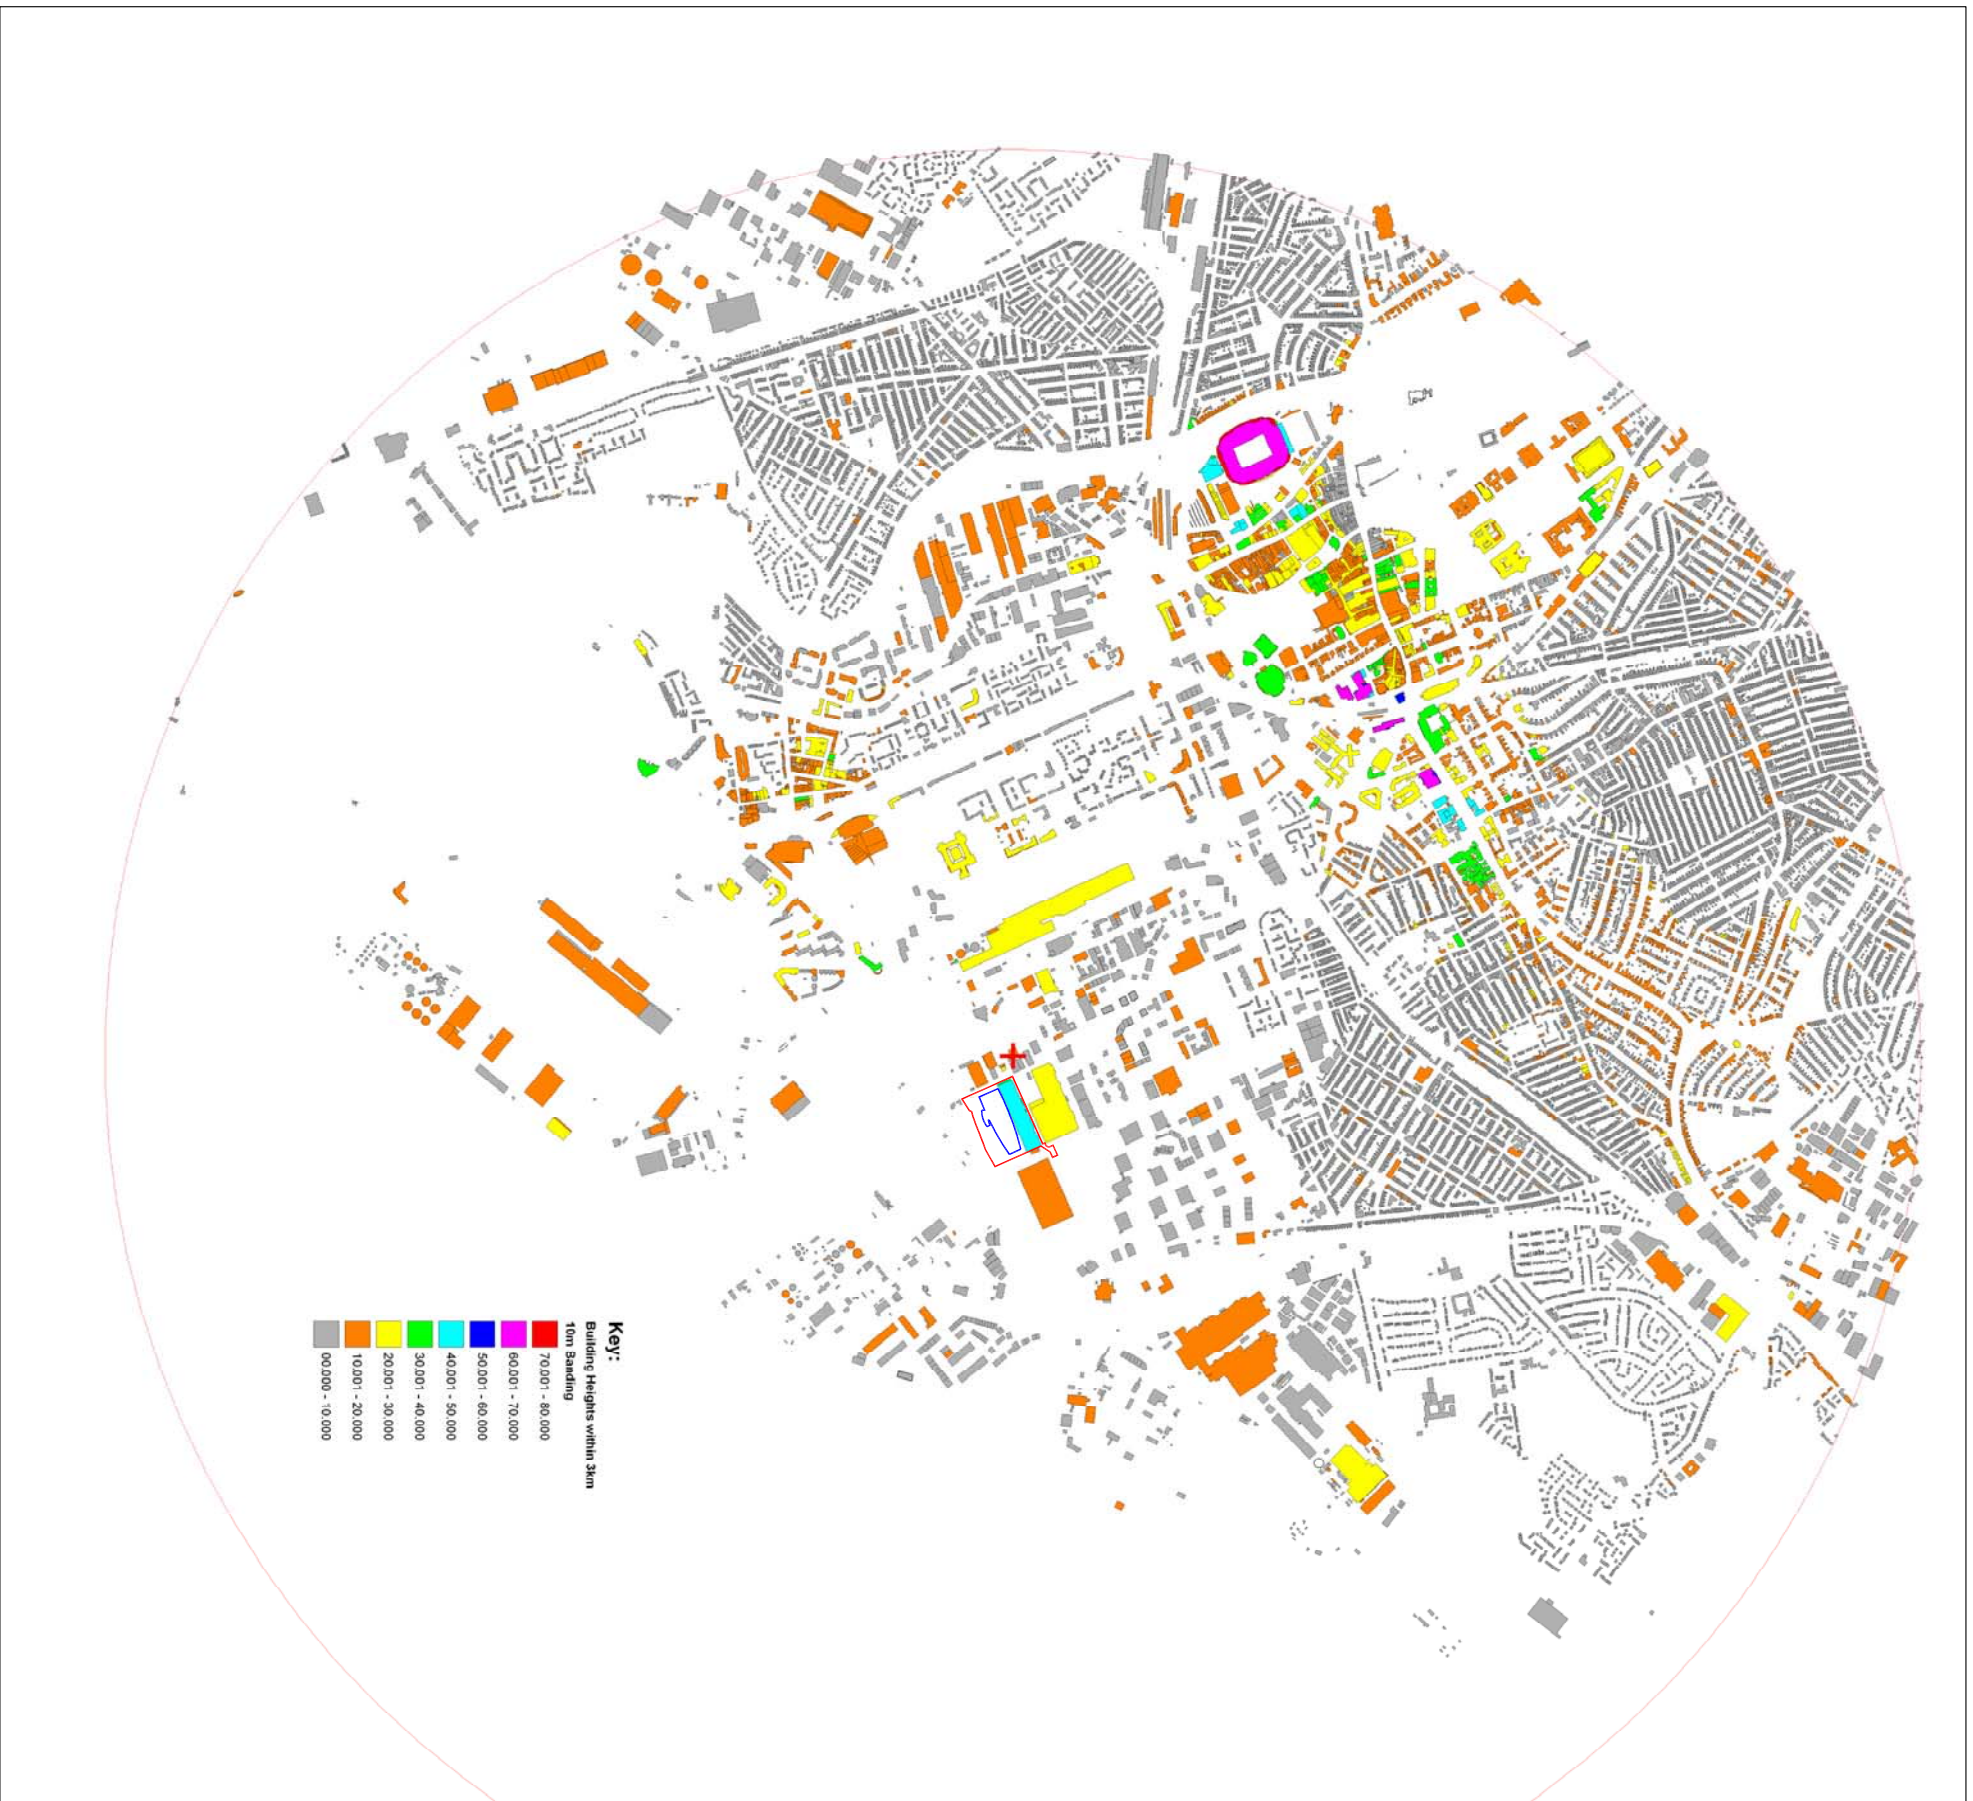 Key:
Building Heights within 3km
10m Banding
70.001 - 80.000
60.001 - 70.000
50.001 - 60.000
40.001 - 50.000
30.001 - 40.000
20.001 - 30.000
10.001 - 20.000
00.000 - 10.000